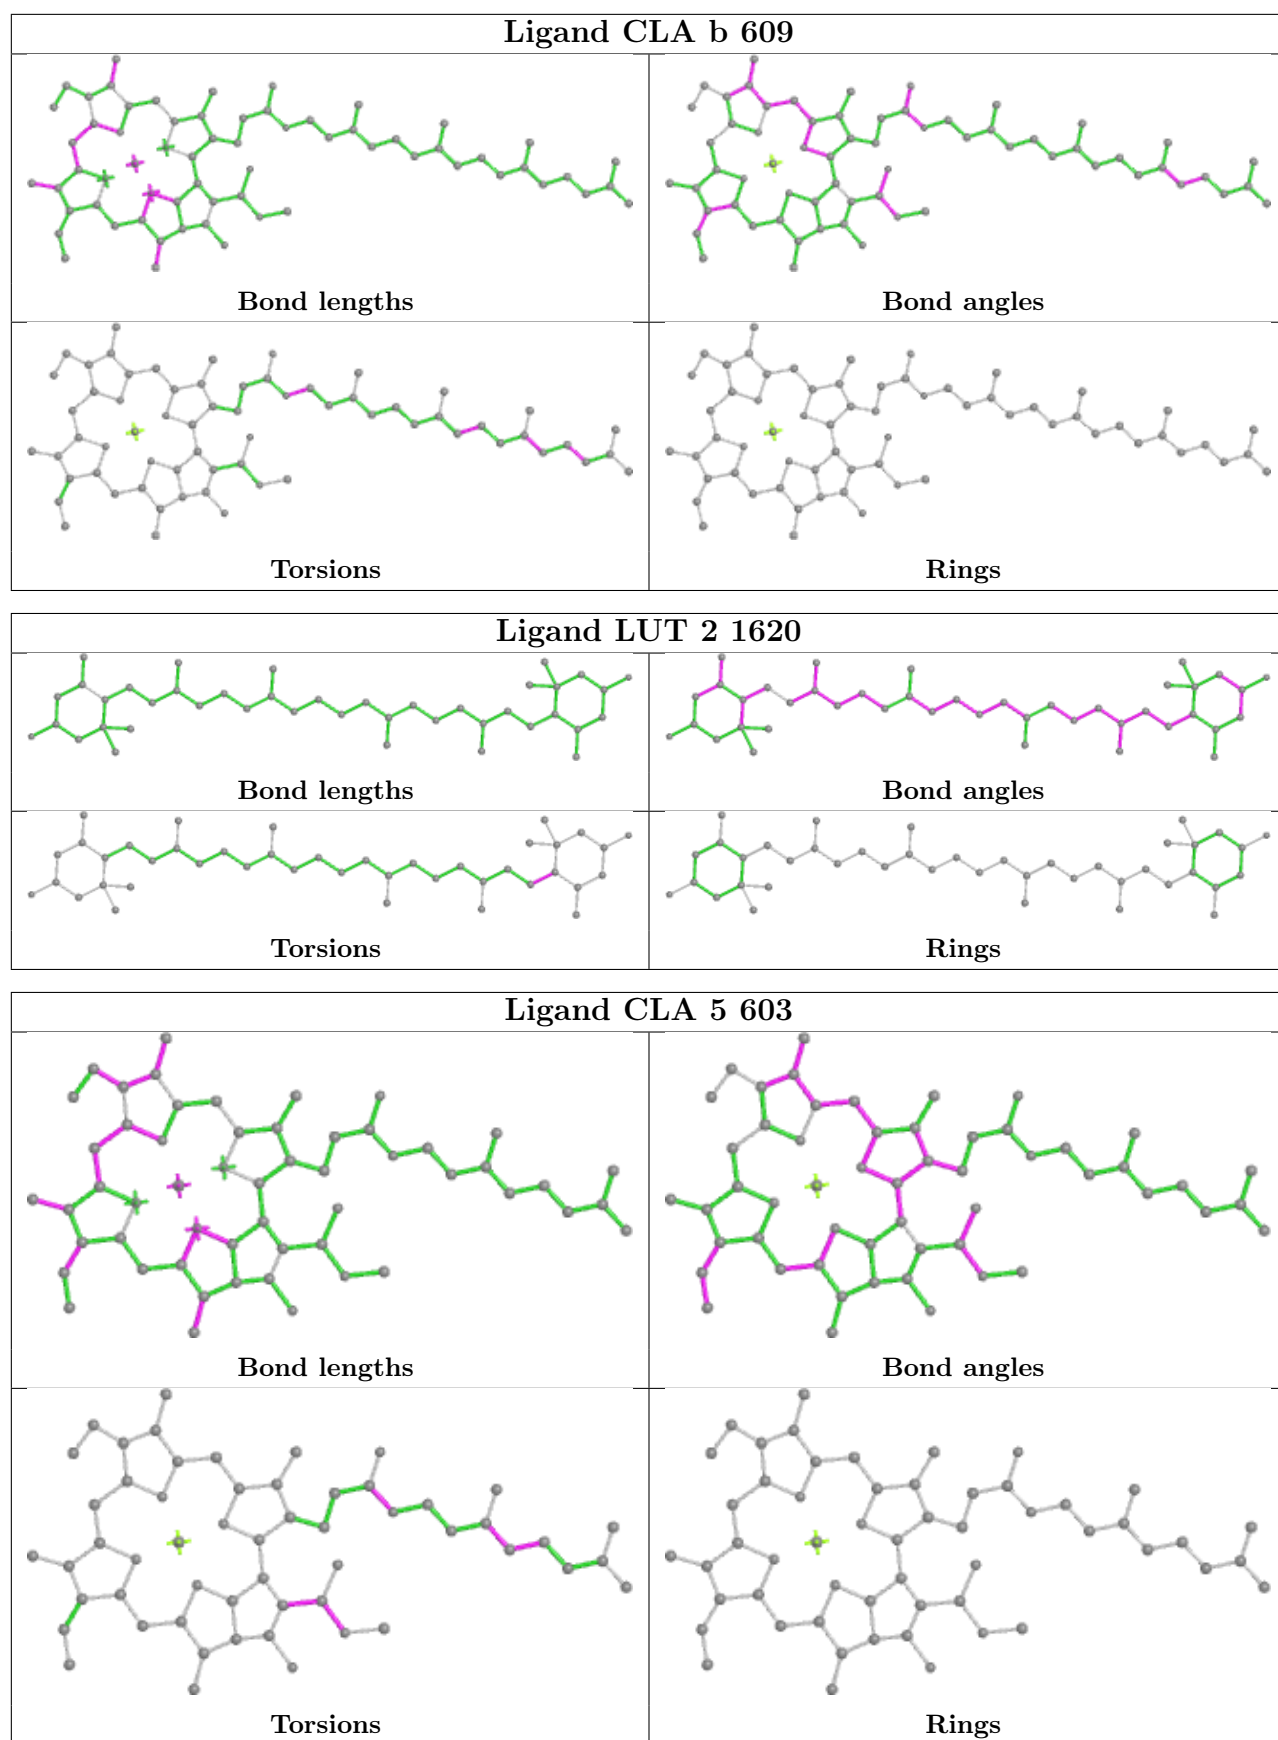 Ligand CLA b 609
Bond lengths
Bond angles
Torsions
Rings
Ligand LUT 2 1620
Bond lengths
Bond angles
Torsions
Rings
Ligand CLA 5 603
Bond lengths
Bond angles
Torsions
Rings